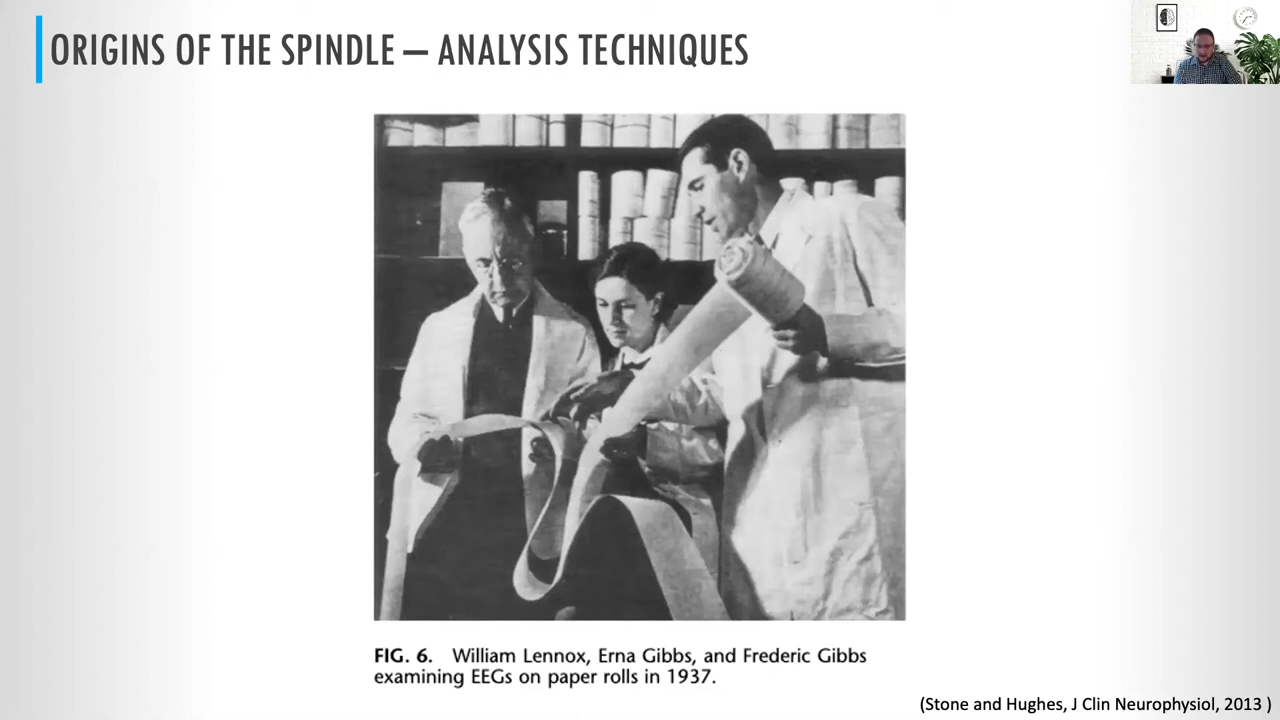 ORIGINS OF THE SPINDLE – ANALYSIS TECHNIQUES
FIG. 6. William Lennox, Erna Gibbs, and Frederic Gibbs
examining EEGs on paper rolls in 1937.
(Stone and Hughes, J Clin Neurophysiol, 2013 )